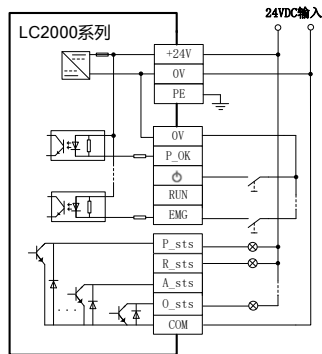 24VDC输入
LC2000系列
+24V
0V
PE
0V
P_OK
RUN
EMG
P_sts
R_sts
A_sts
O_sts
COM